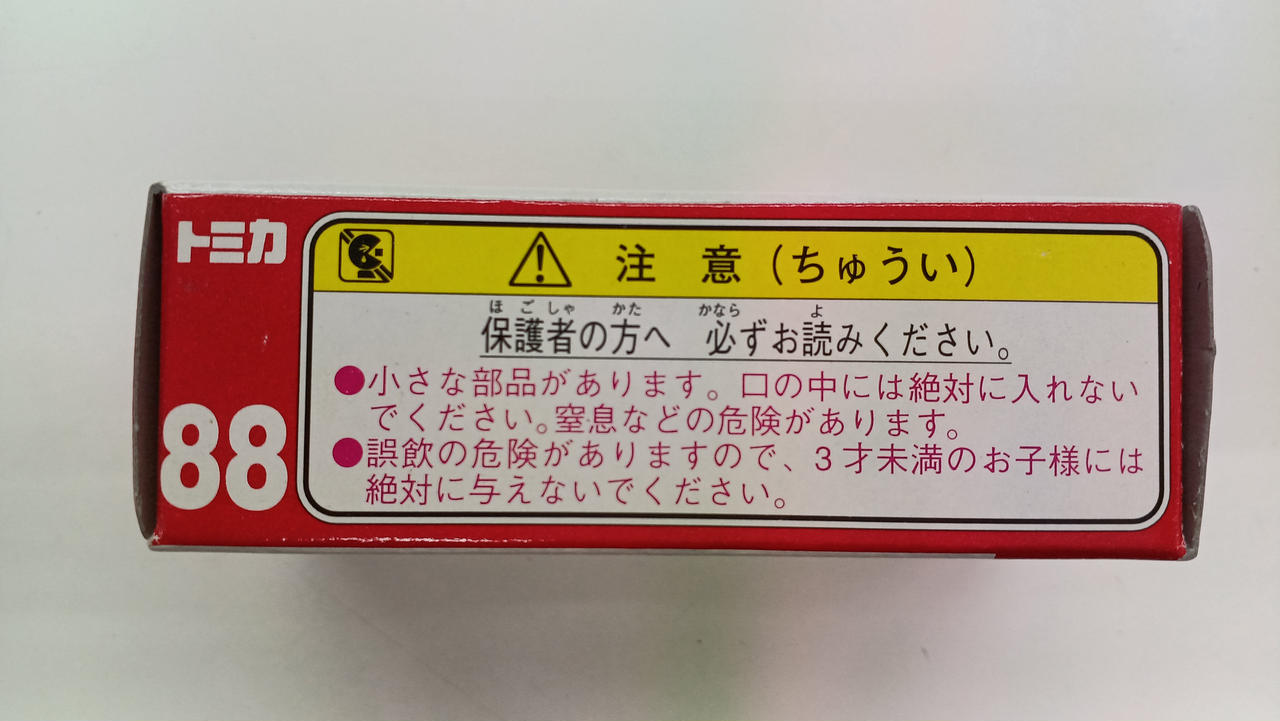 トミカ
88
注 意（ちゅうい）
ほ ご しゃ かた かなら よ
保護者の方へ 必ずお読みください。
●小さな部品があります。口の中には絶対に入れない
でください。窒息などの危険があります。
●誤飲の危険がありますので、3才未満のお子様には
絶対に与えないでください。